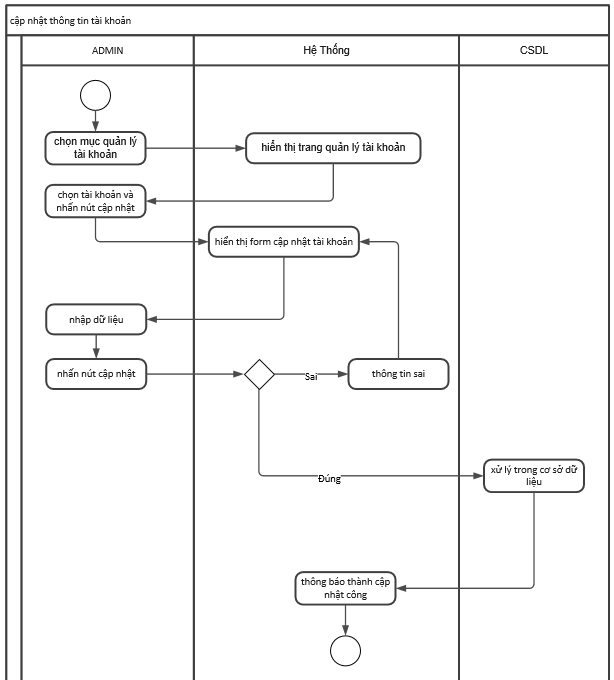 cập nhật thông tin tài khoản
ADMIN
Hệ Thống
CSDL
chọn mục quản lý
tài khoản
hiển thị trang quản lý tài khoản
chọn tài khoản và
nhấn nút cập nhật
hiển thị form cập nhật tài khoản
nhập dữ liệu
nhấn nút cập nhật
Sai
thông tin sai
Đúng
xử lý trong cơ sở dữ
liệu
thông báo thành cập
nhật công